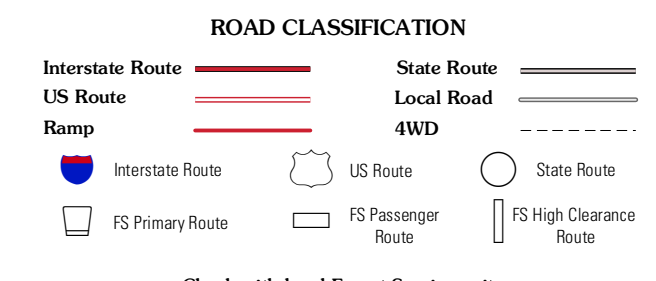 ROAD CLASSIFICATION
Interstate Route
State Route
US Route
Local Road
Ramp
4WD
Interstate Route
US Route
State Route
FS Primary Route
FS Passenger
Route
FS High Clearance
Route